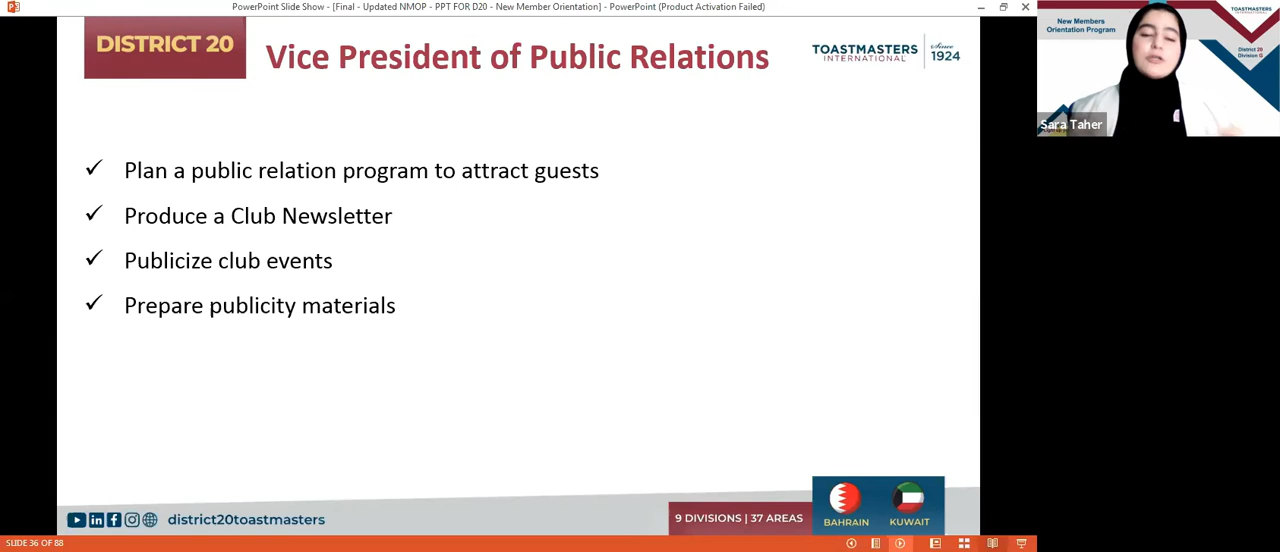 PowerPoint Slide Show - [Final - Updated NMOP - PPT FOR D20 - New Member Orientation] - PowerPoint (Product Activation Failed)
DISTRICT 20
Vice President of Public Relations
TOASTMASTERS
INTERNATIONAL
Since
1924
New Members
Orientation Program
TOASTMASTERS
INTERNATIONAL
District 20
Division G
Sara Taher
✓ Plan a public relation program to attract guests
✓ Produce a Club Newsletter
✓ Publicize club events
✓ Prepare publicity materials
district20toastmasters
9 DIVISIONS | 37 AREAS
BAHRAIN
KUWAIT
SLIDE 36 OF 88